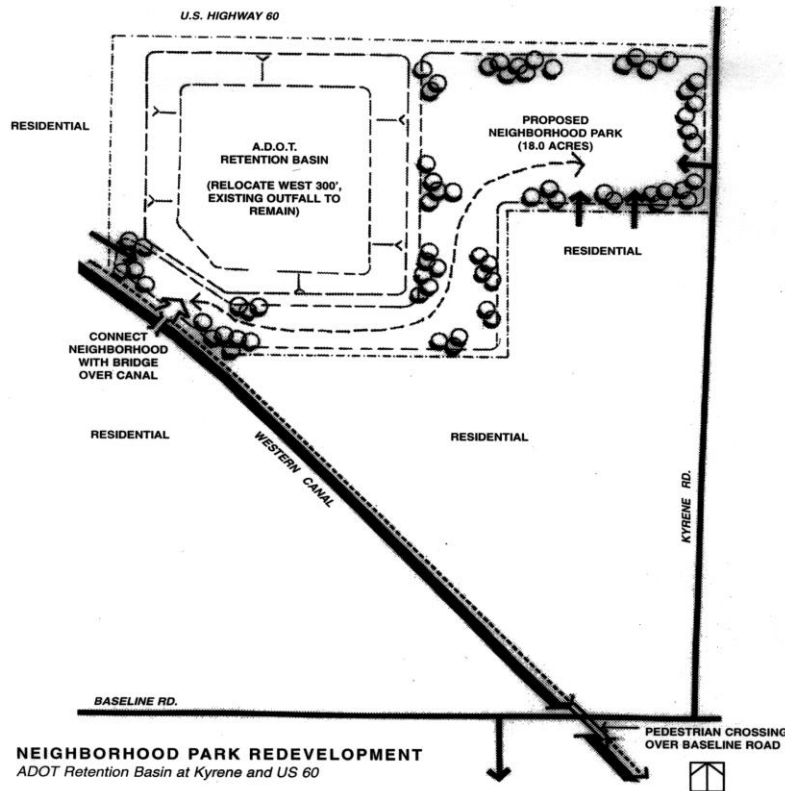 U.S. HIGHWAY 60
RESIDENTIAL
A.D.O.T.
RETENTION BASIN
(RELOCATE WEST 300',
EXISTING OUTFALL TO
REMAIN)
PROPOSED
NEIGHBORHOOD PARK
(18.0 ACRES)
RESIDENTIAL
CONNECT
NEIGHBORHOOD
WITH BRIDGE
OVER CANAL
RESIDENTIAL
WESTERN CANAL
RESIDENTIAL
KYRENE RD.
BASELINE RD.
PEDESTRIAN CROSSING
OVER BASELINE ROAD
NEIGHBORHOOD PARK REDEVELOPMENT
ADOT Retention Basin at Kyrene and US 60